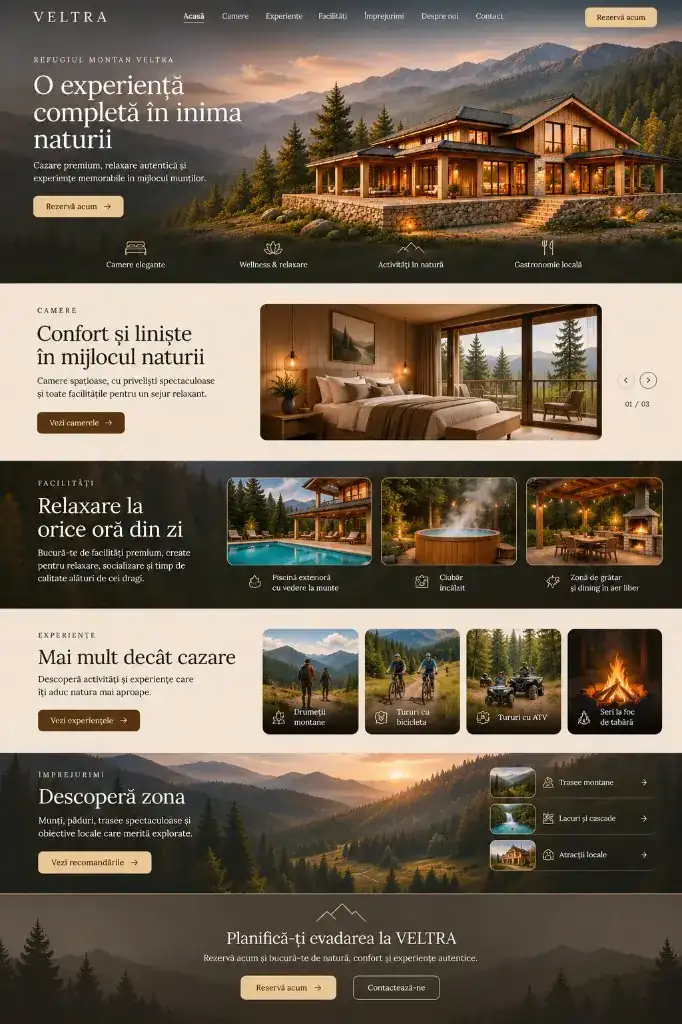 VELTRA
Acasă
Camere
Experiențe
Facilități
Împrejurimi
Despre noi
Contact
Rezervă acum
REFUGIUL MONTAN VELTRA
O experiență
completă în inima
naturii
Cazare premium, relaxare autentică și
experiențe memorabile în mijlocul munților.
Rezervă acum →
Camere elegante
Wellness & relaxare
Activități în natură
Gastronomie locală
CAMERE
Confort și liniște
în mijlocul naturii
Camere spațioase, cu priveliști spectaculoase
și toate facilitățile pentru un sejur relaxant.
Vezi camerele →
01 / 03
FACILITĂȚI
Relaxare la
orice oră din zi
Bucură-te de facilități premium, create
pentru relaxare, socializare și timp de
calitate alături de cei dragi.
Piscină exterioră
cu vedere la munte
Ciubăr
încălzit
Zonă de grătar
și dining în aer liber
EXPERIENȚE
Mai mult decât cazare
Descoperă activități și experiențe care
îți aduc natura mai aproape.
Vezi experiențele →
Drumeții
montane
Tururi cu
bicicleta
Tururi cu ATV
Seri la foc
de tabără
ÎMPREJURIMI
Descoperă zona
Munți, păduri, trasee spectaculoase și
obiective locale care merită explorate.
Vezi recomandările →
Trasee montane →
Lacuri și cascade →
Atracții locale →
Planifică-ți evadarea la VELTRA
Rezervă acum și bucură-te de natură, confort și experiențe autentice.
Rezervă acum →
Contactează-ne